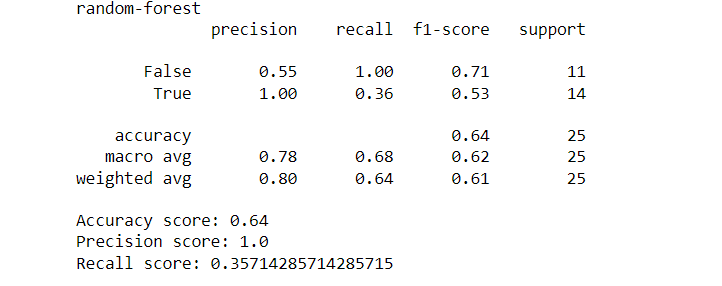 random-forest
precision recall f1-score support
False 0.55 1.00 0.71 11
True 1.00 0.36 0.53 14
accuracy 0.64 25
macro avg 0.78 0.68 0.62 25
weighted avg 0.80 0.64 0.61 25
Accuracy score: 0.64
Precision score: 1.0
Recall score: 0.35714285714285715